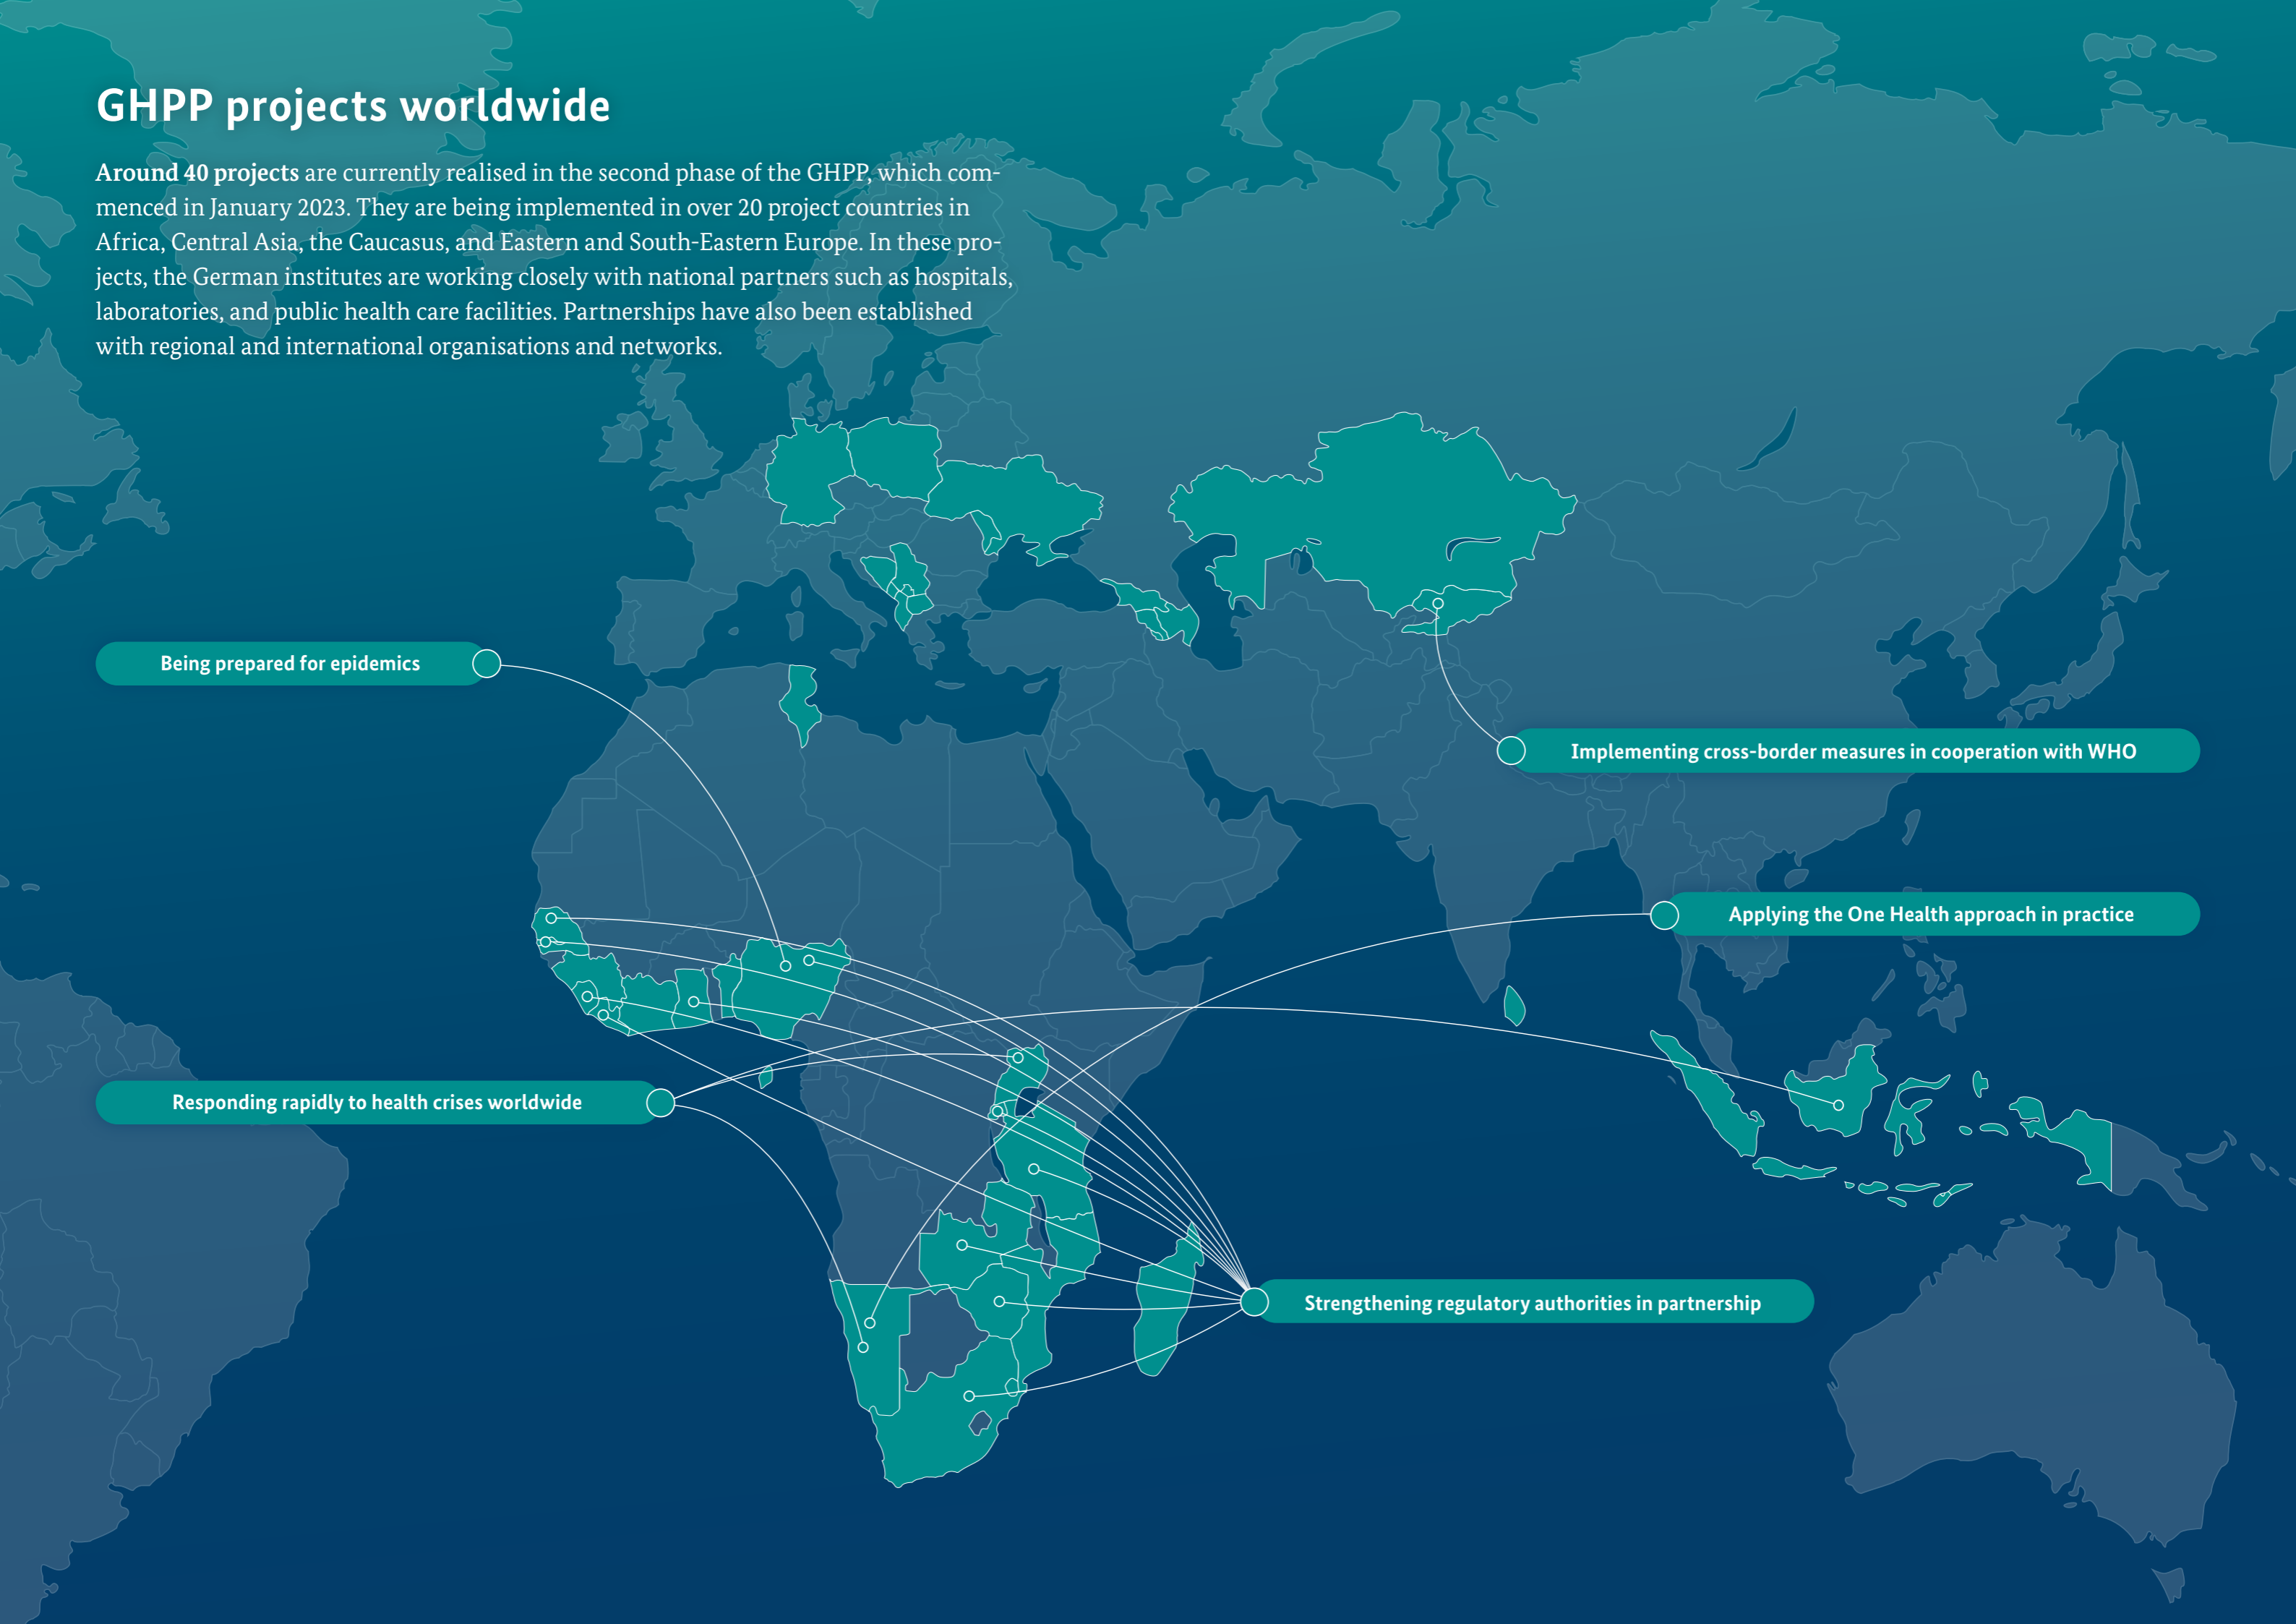 GHPP projects worldwide
Around 40 projects are currently realised in the second phase of the GHPP, which com-
menced in January 2023. They are being implemented in over 20 project countries in
Africa, Central Asia, the Caucasus, and Eastern and South-Eastern Europe. In these pro-
jects, the German institutes are working closely with national partners such as hospitals,
laboratories, and public health care facilities. Partnerships have also been established
with regional and international organisations and networks.
Being prepared for epidemics
Implementing cross-border measures in cooperation with WHO
Applying the One Health approach in practice
Responding rapidly to health crises worldwide
Strengthening regulatory authorities in partnership